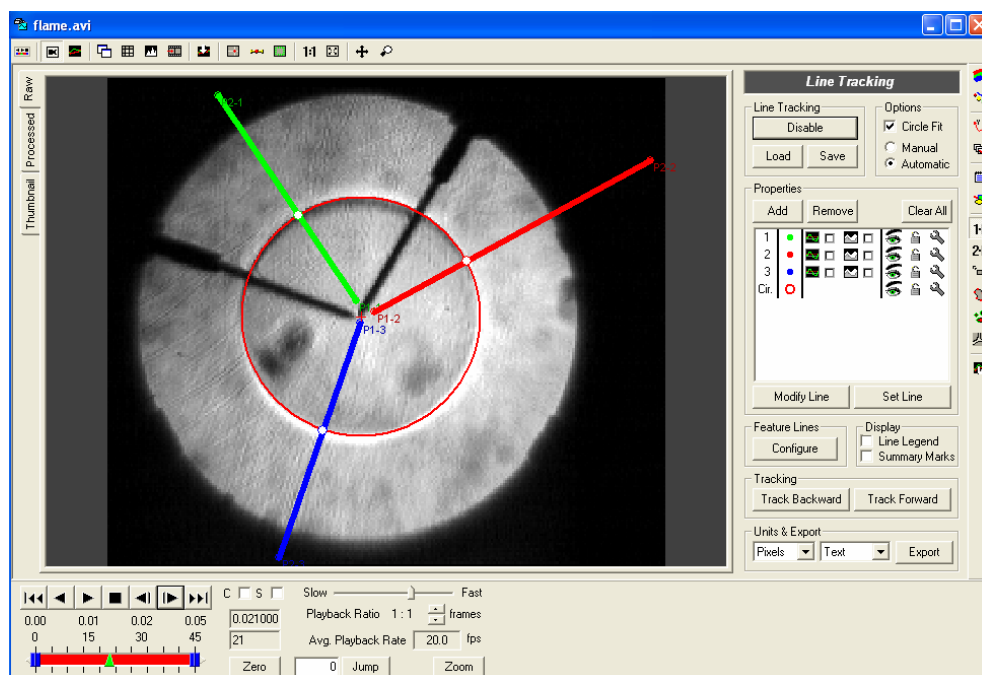 flame.avi
1:1
Raw
Processed
Thumbnail
P2-1
P2-2
P1-2
P1-3
Line Tracking
Line Tracking
Disable
Load Save
Options
Circle Fit
Manual
Automatic
Properties
Add Remove Clear All
1
2
3
Cir.
Modify Line Set Line
Feature Lines
Configure
Display
Line Legend
Summary Marks
Tracking
Track Backward Track Forward
Units & Export
Pixels Text Export
C S Slow Fast
0.00 0.01 0.02 0.05
0.021000
Playback Ratio 1 : 1 frames
0 15 30 45
21
Avg. Playback Rate 20.0 fps
Zero 0 Jump Zoom